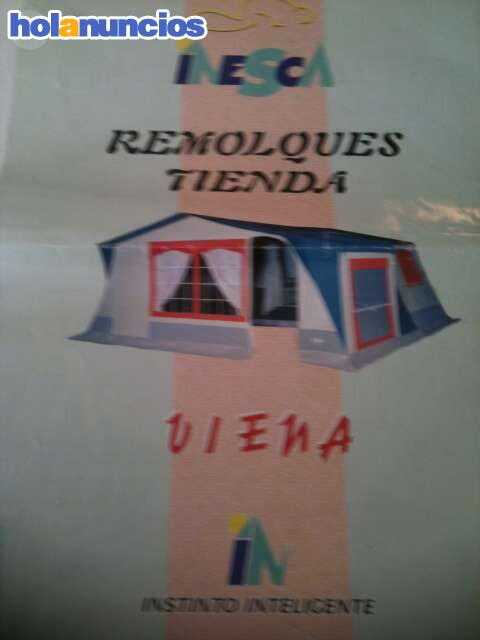 holanuncios
INESCA
REMOLQUES
TIENDA
VIENA
IN
INSTINTO INTELIGENTE